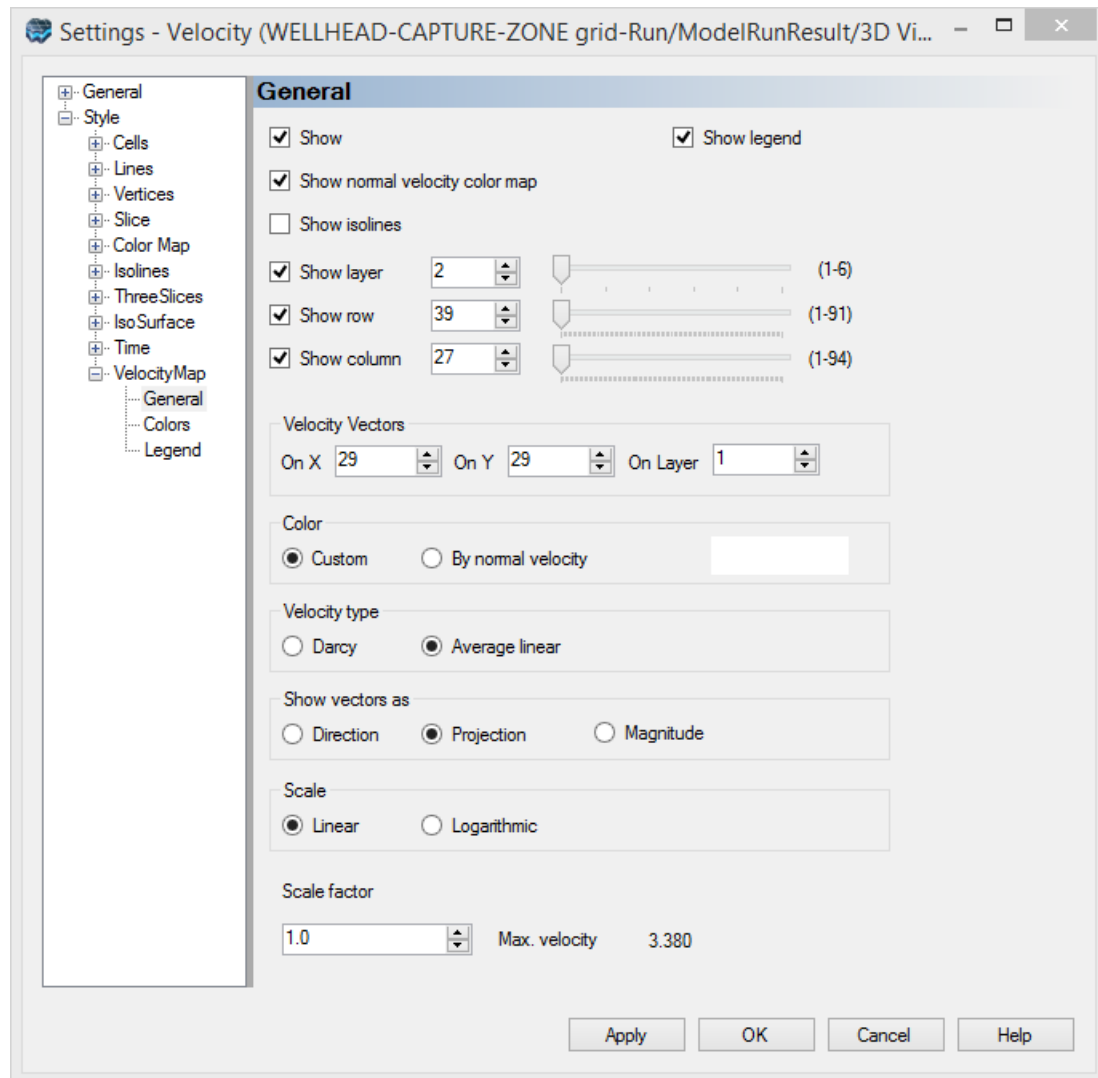 Settings - Velocity (WELLHEAD-CAPTURE-ZONE grid-Run/ModelRunResult/3D Vi...
General
Style
Cells
Lines
Vertices
Slice
Color Map
Isolines
ThreeSlices
IsoSurface
Time
VelocityMap
General
Colors
Legend
General
Show Show legend
Show normal velocity color map
Show isolines
Show layer 2 (1-6)
Show row 39 (1-91)
Show column 27 (1-94)
Velocity Vectors
On X 29 On Y 29 On Layer 1
Color
Custom By normal velocity
Velocity type
Darcy Average linear
Show vectors as
Direction Projection Magnitude
Scale
Linear Logarithmic
Scale factor
1.0 Max. velocity 3.380
Apply OK Cancel Help